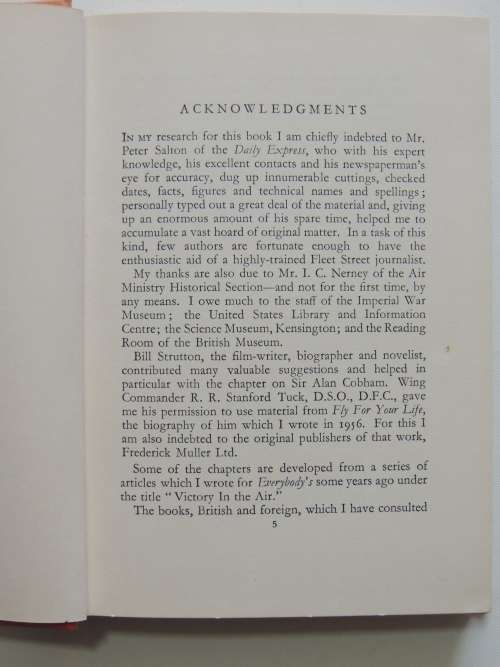 ACKNOWLEDGMENTS
IN MY research for this book I am chiefly indebted to Mr.
Peter Salton of the Daily Express, who with his expert
knowledge, his excellent contacts and his newspaperman's
eye for accuracy, dug up innumerable cuttings, checked
dates, facts, figures and technical names and spellings;
personally typed out a great deal of the material and, giving
up an enormous amount of his spare time, helped me to
accumulate a vast hoard of original matter. In a task of this
kind, few authors are fortunate enough to have the
enthusiastic aid of a highly-trained Fleet Street journalist.
My thanks are also due to Mr. I. C. Nerney of the Air
Ministry Historical Section—and not for the first time, by
any means. I owe much to the staff of the Imperial War
Museum; the United States Library and Information
Centre; the Science Museum, Kensington; and the Reading
Room of the British Museum.
Bill Strutton, the film-writer, biographer and novelist,
contributed many valuable suggestions and helped in
particular with the chapter on Sir Alan Cobham. Wing
Commander R. R. Stanford Tuck, D.S.O., D.F.C., gave
me his permission to use material from Fly For Your Life,
the biography of him which I wrote in 1956. For this I
am also indebted to the original publishers of that work,
Frederick Muller Ltd.
Some of the chapters are developed from a series of
articles which I wrote for Everybody's some years ago under
the title "Victory In the Air."
The books, British and foreign, which I have consulted
5